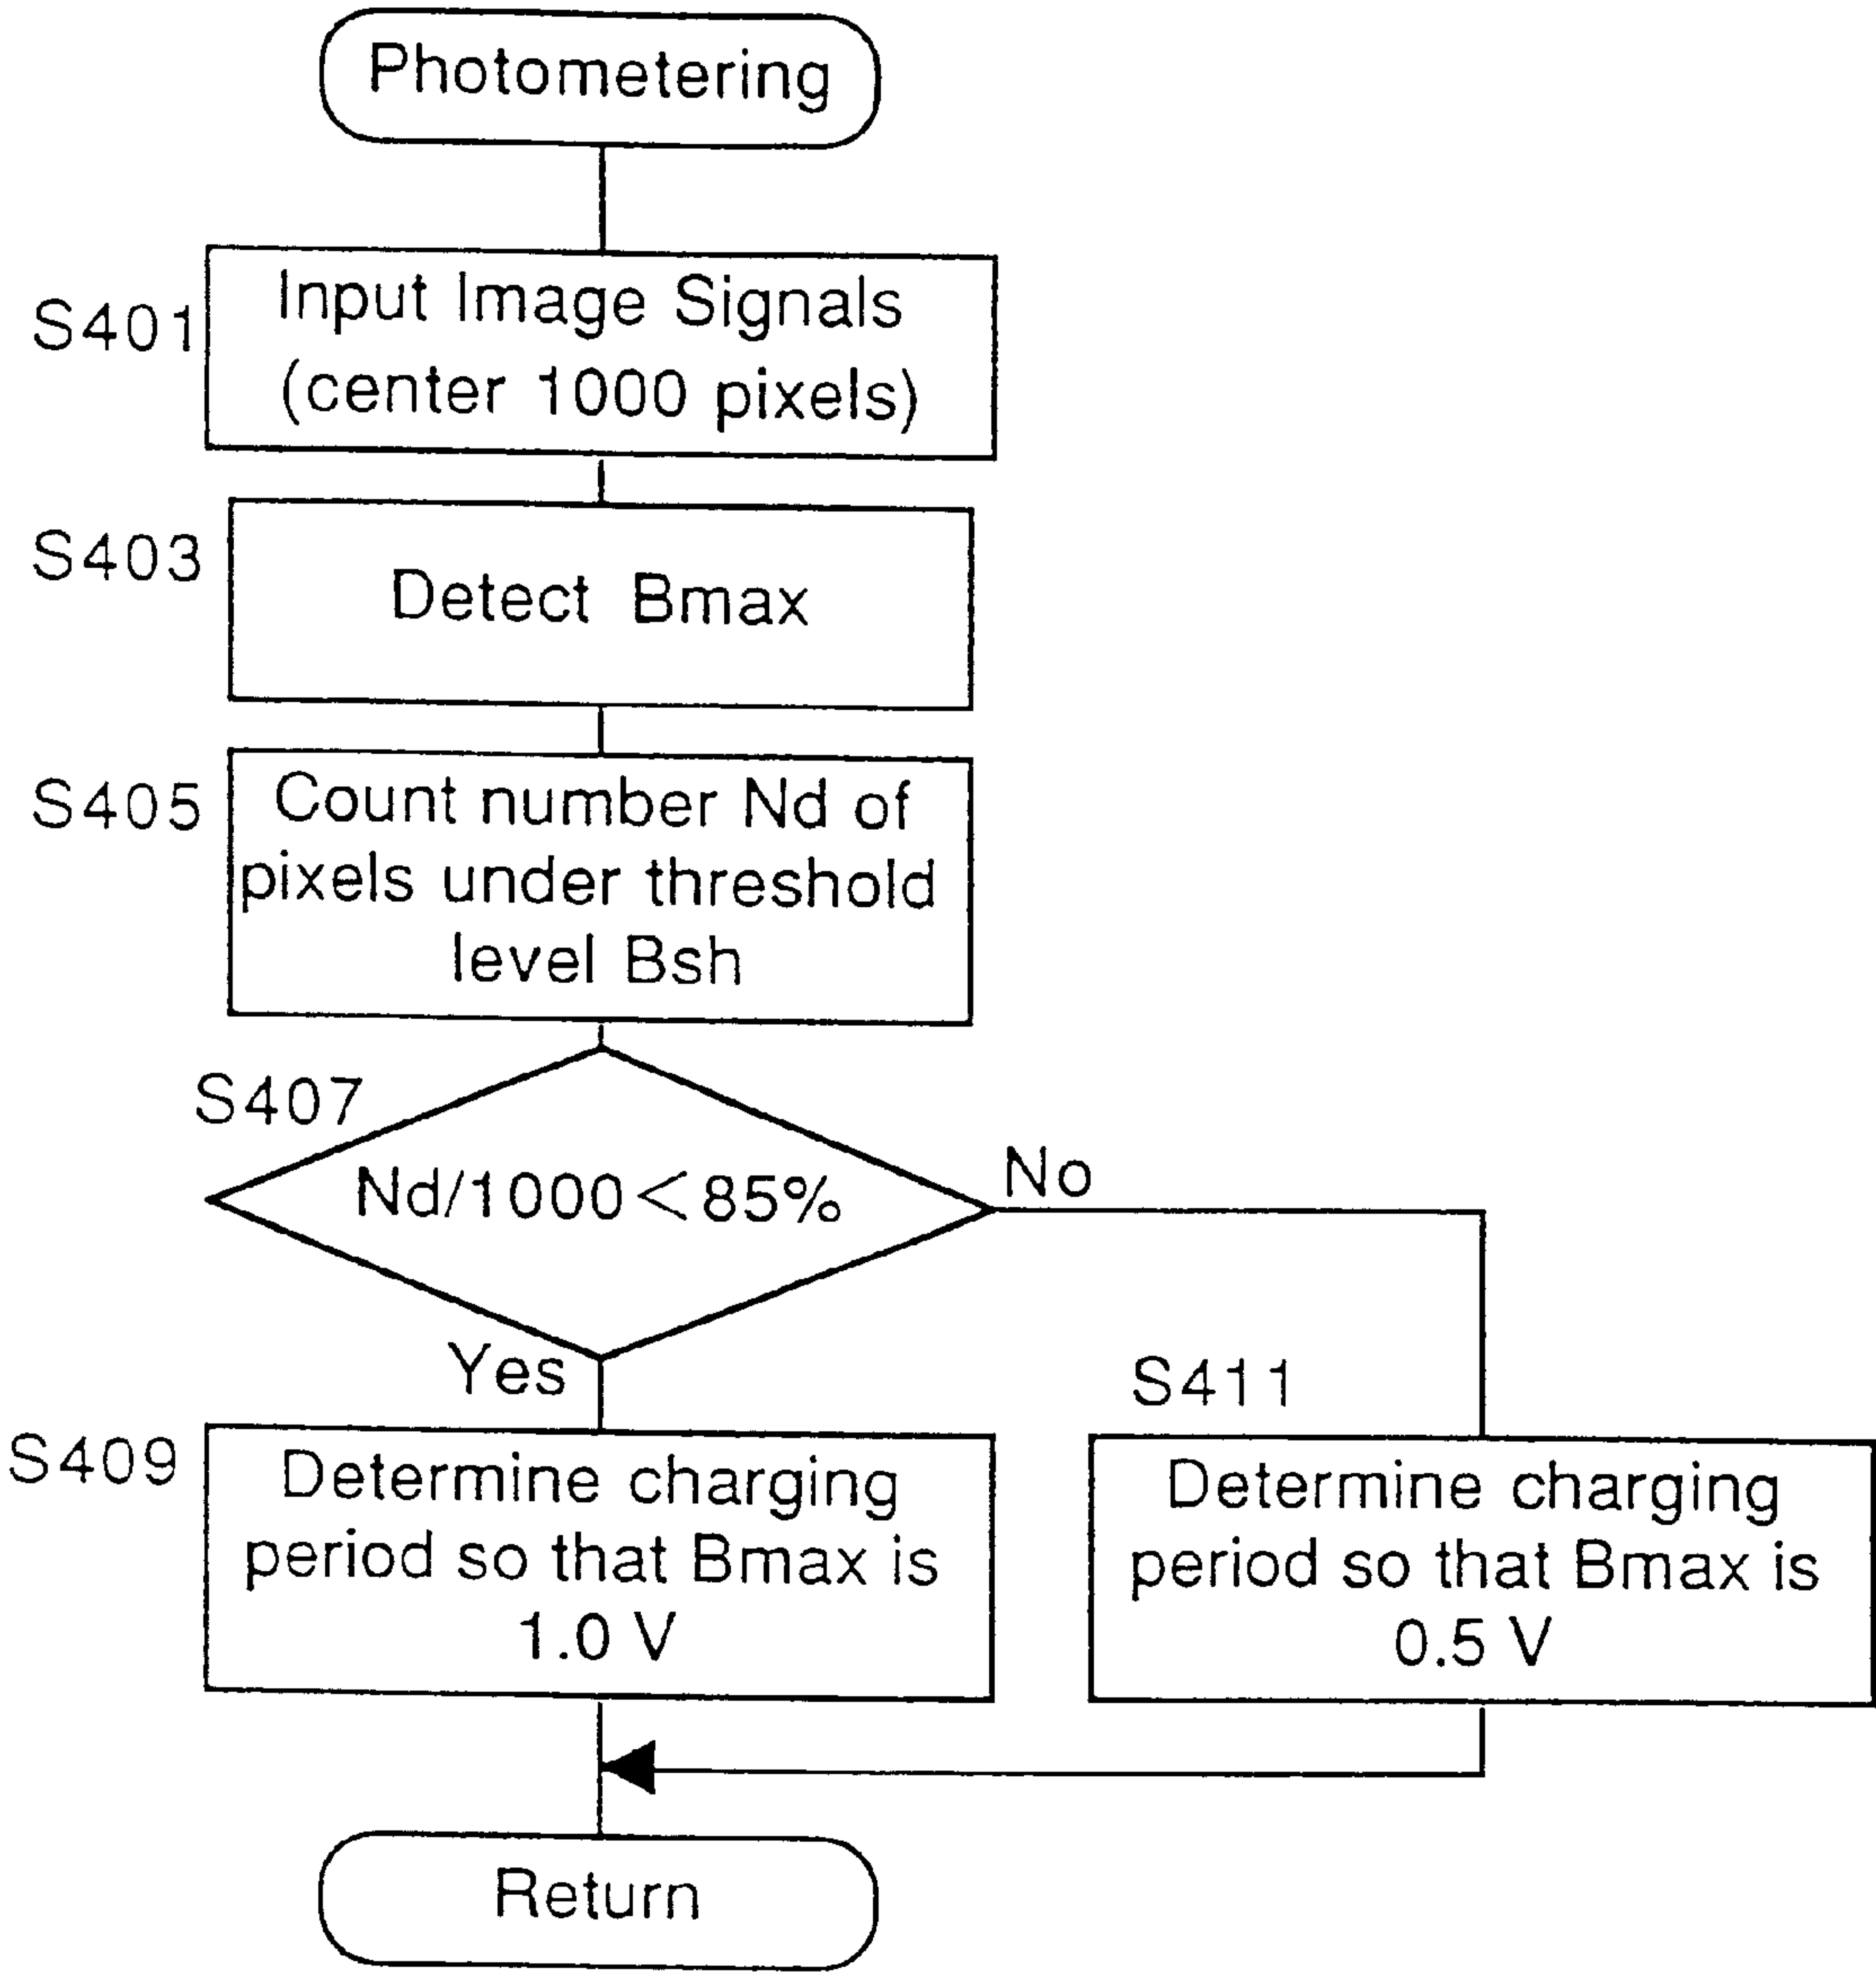 Photometering
S401
Input Image Signals
(center 1000 pixels)
S403
Detect Bmax
S405
Count number Nd of
pixels under threshold
level Bsh
S407
Nd/1000<85%
No
Yes
S409
Determine charging
period so that Bmax is
1.0 V
S411
Determine charging
period so that Bmax is
0.5 V
Return